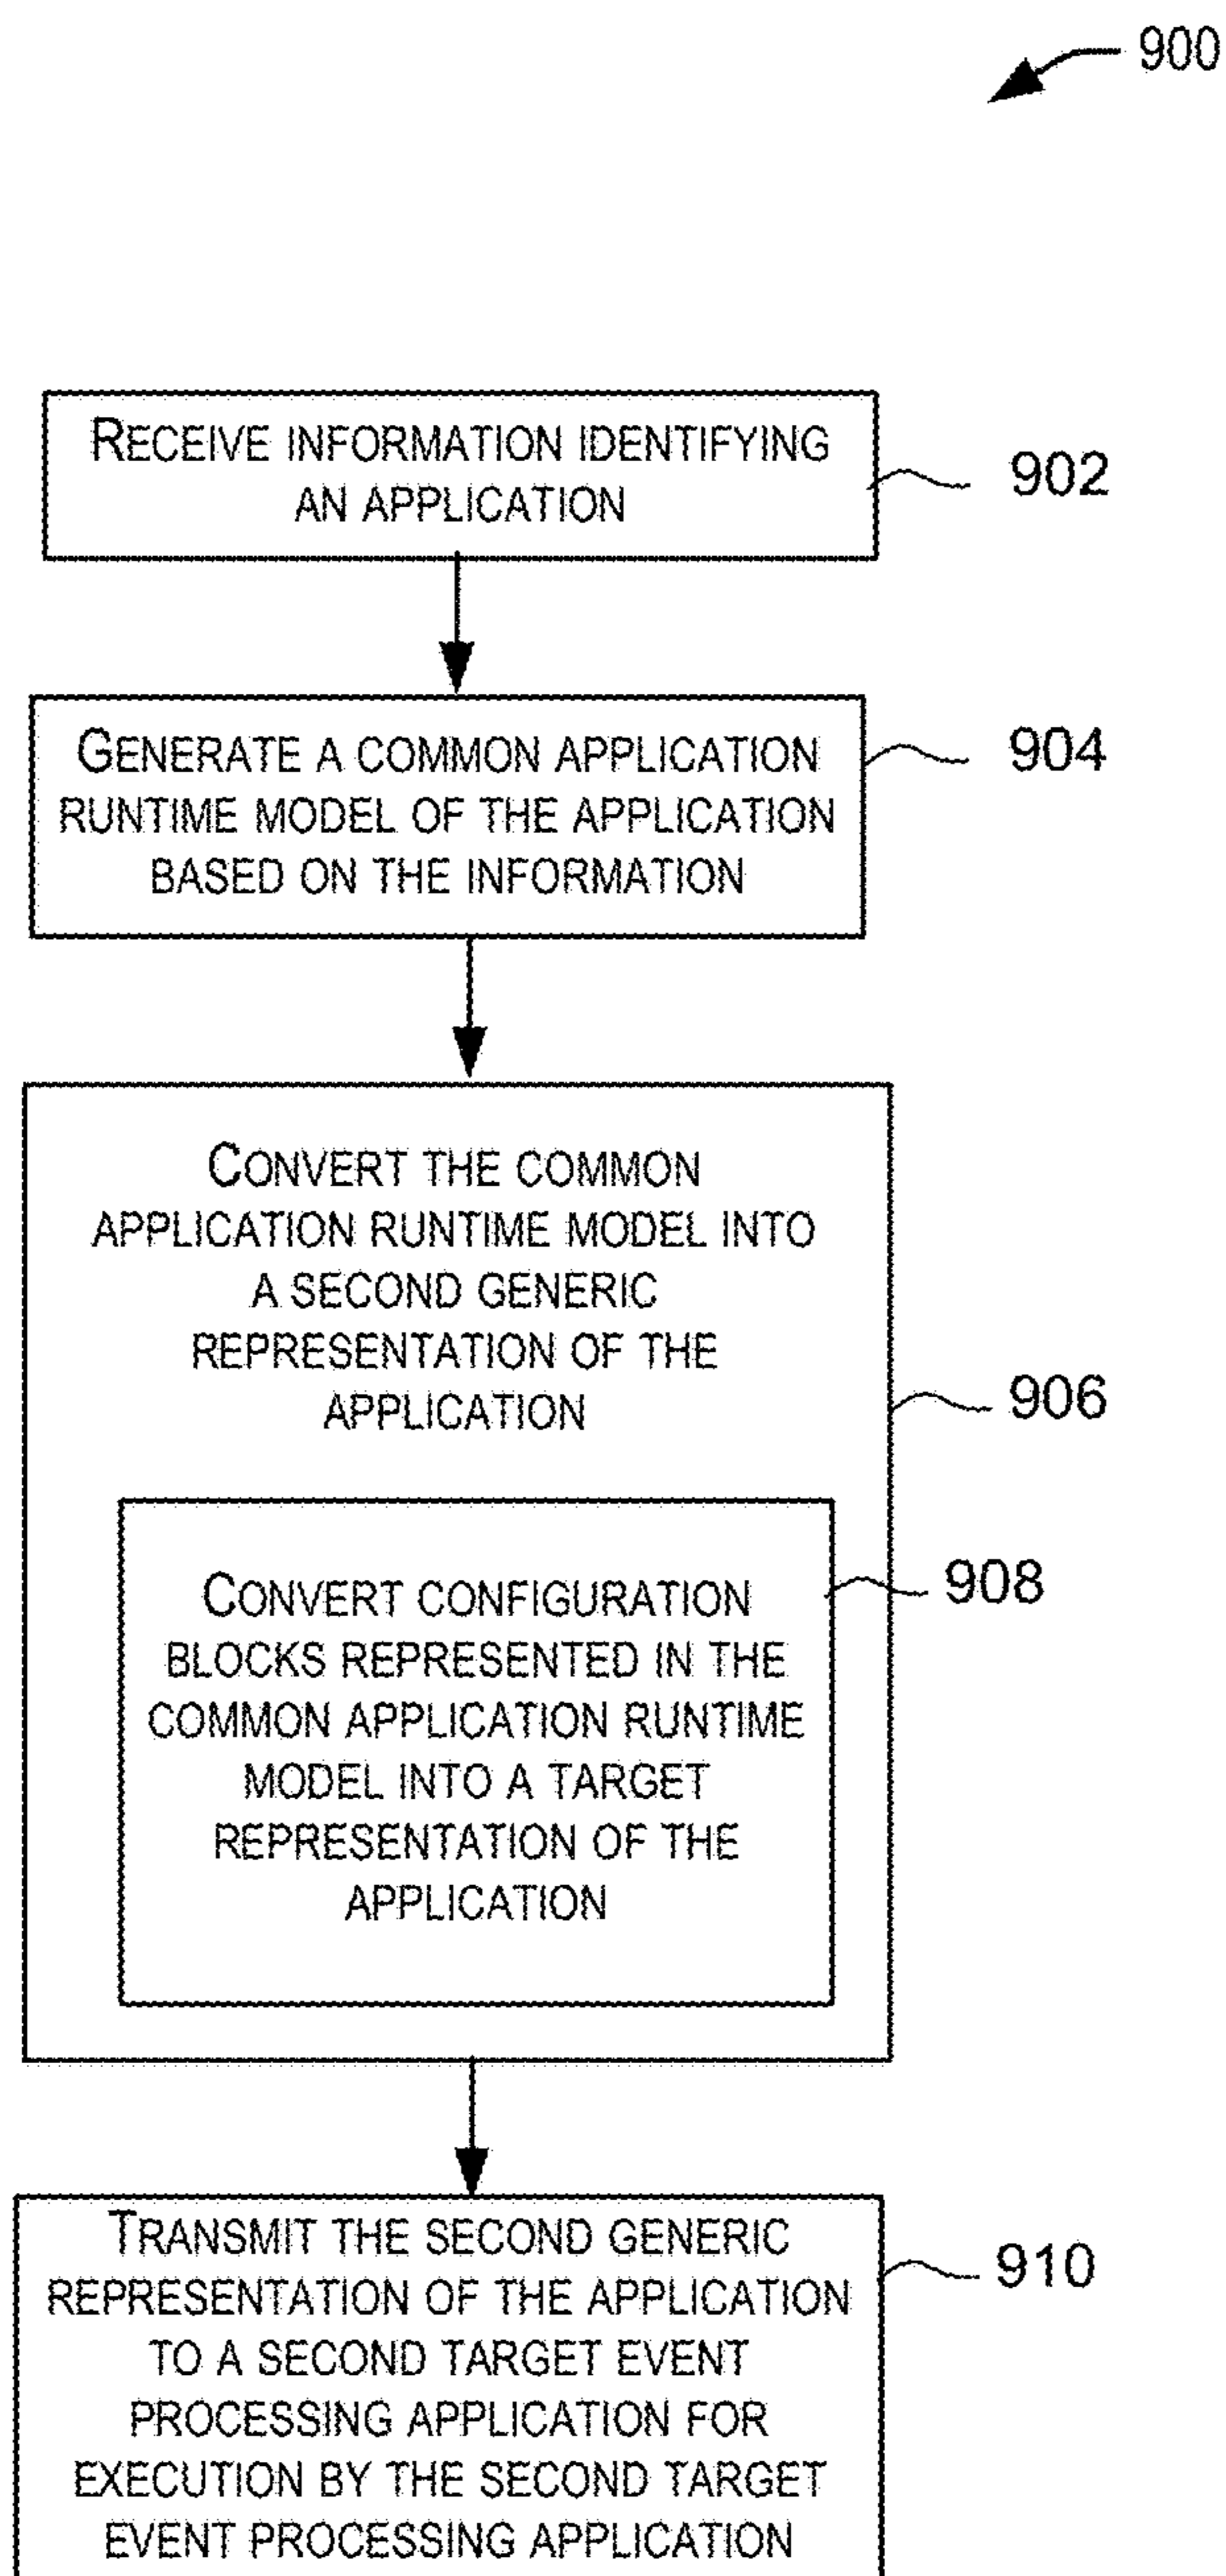 900
RECEIVE INFORMATION IDENTIFYING
AN APPLICATION
902
GENERATE A COMMON APPLICATION
RUNTIME MODEL OF THE APPLICATION
BASED ON THE INFORMATION
904
CONVERT THE COMMON
APPLICATION RUNTIME MODEL INTO
A SECOND GENERIC
REPRESENTATION OF THE
APPLICATION
906
CONVERT CONFIGURATION
BLOCKS REPRESENTED IN THE
COMMON APPLICATION RUNTIME
MODEL INTO A TARGET
REPRESENTATION OF THE
APPLICATION
908
TRANSMIT THE SECOND GENERIC
REPRESENTATION OF THE APPLICATION
TO A SECOND TARGET EVENT
PROCESSING APPLICATION FOR
EXECUTION BY THE SECOND TARGET
EVENT PROCESSING APPLICATION
910